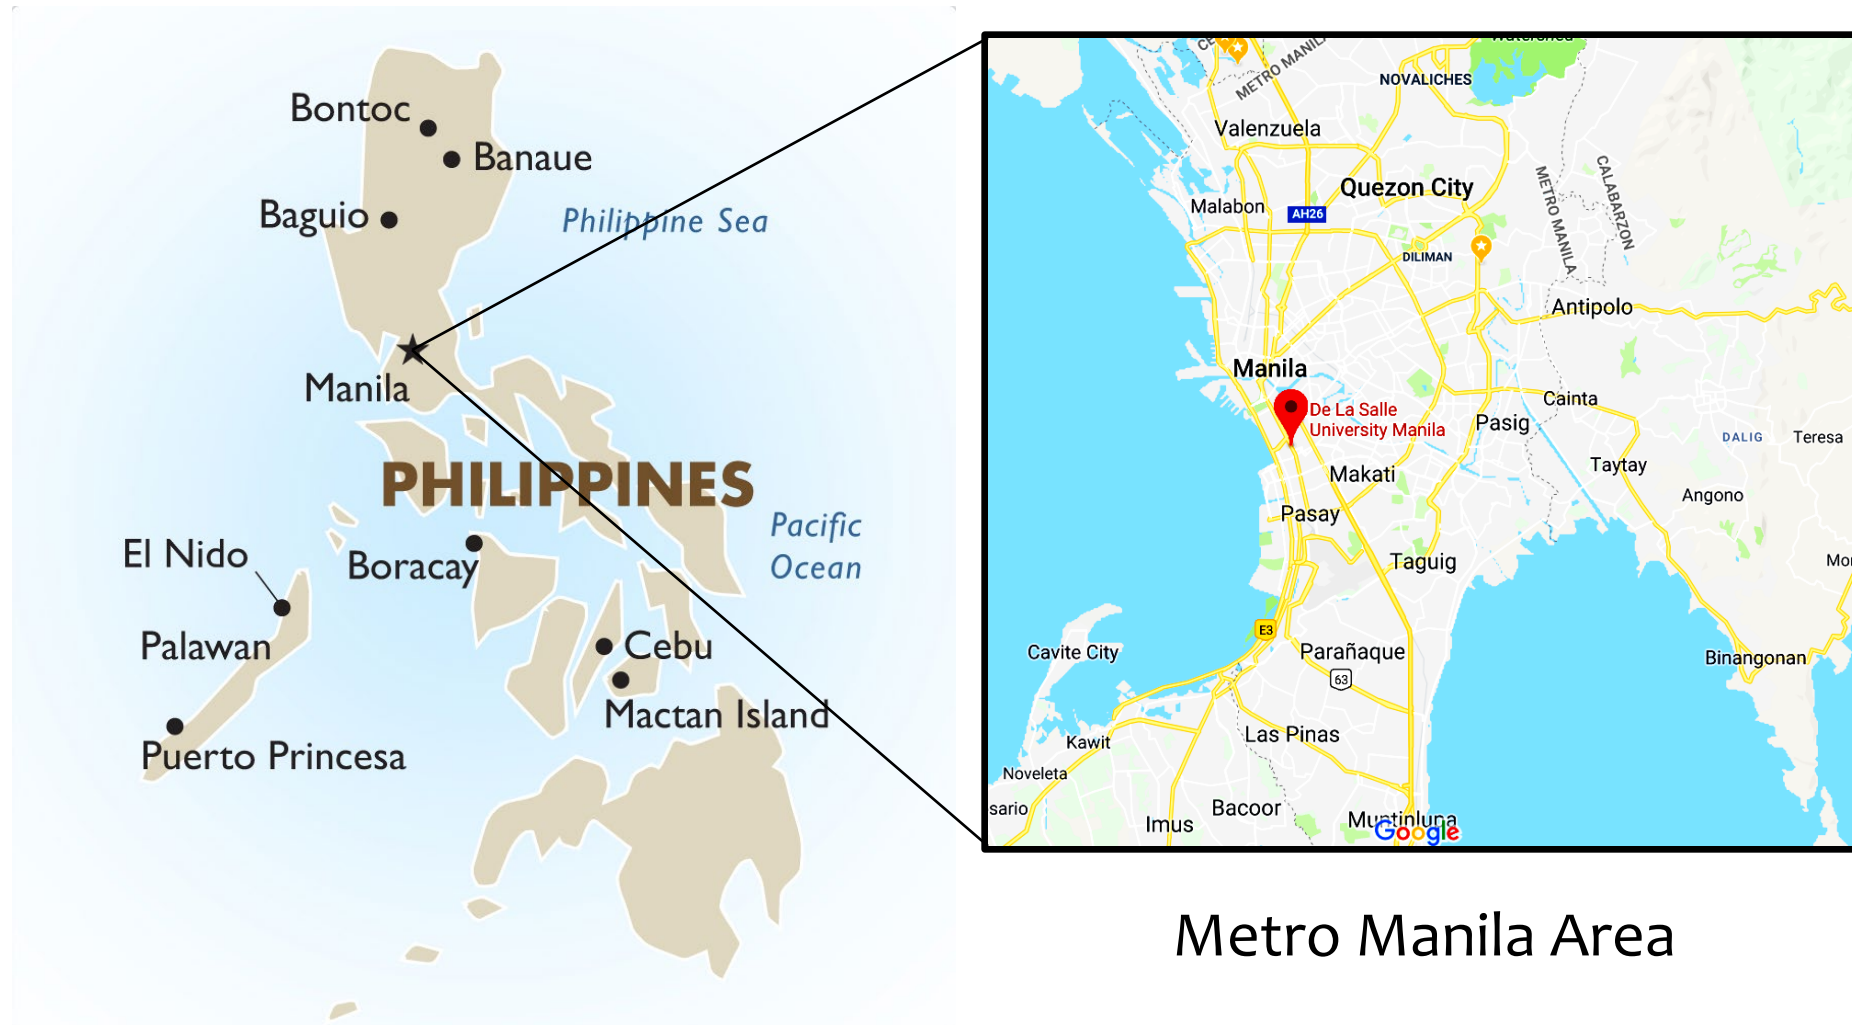 Bontoc
Banaue
Baguio
Philippine Sea
Manila
PHILIPPINES
Pacific
Ocean
El Nido
Boracay
Palawan
Cebu
Mactan Island
Puerto Princesa
METRO MANILA
NOVALICHES
Valenzuela
Quezon City
METRO MANILA
CALABARZON
Malabon
AH26
DILIMAN
Antipolo
Manila
De La Salle
University Manila
Cainta
Pasig
DALIG
Teresa
Makati
Taytay
Angono
Pasay
Taguig
E3
Cavite City
Parañaque
63
Binangonan
Las Pinas
Kawit
Noveleta
sario
Bacoor
Imus
Muntinlupa
Google
Metro Manila Area